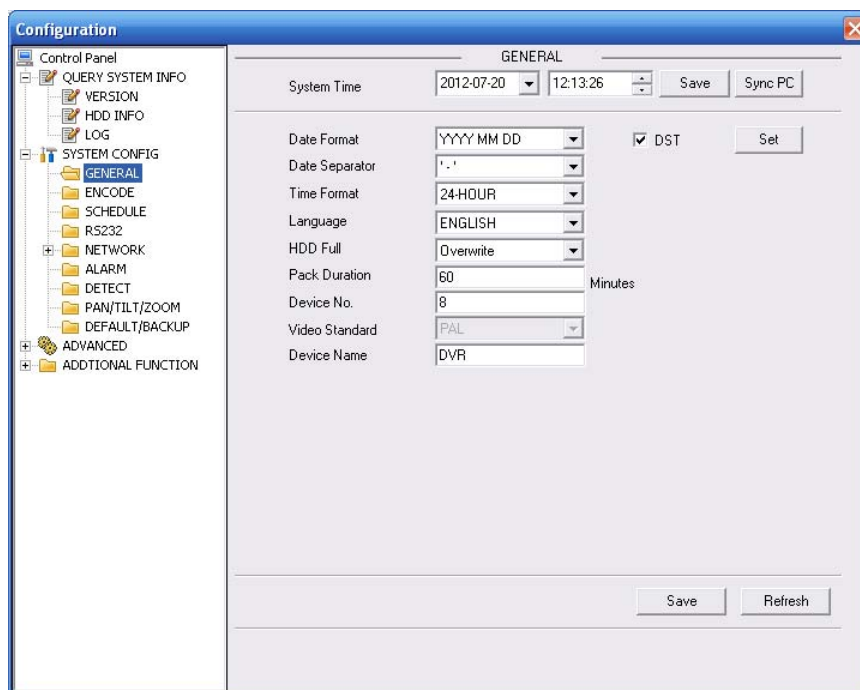 Configuration
Control Panel
QUERY SYSTEM INFO
VERSION
HDD INFO
LOG
SYSTEM CONFIG
GENERAL
ENCODE
SCHEDULE
RS232
NETWORK
ALARM
DETECT
PAN/TILT/ZOOM
DEFAULT/BACKUP
ADVANCED
ADDTIONAL FUNCTION
GENERAL
System Time 2012-07-20 12:13:26 Save Sync PC
Date Format YYYY MM DD DST Set
Date Separator '-'
Time Format 24-HOUR
Language ENGLISH
HDD Full Overwrite
Pack Duration 60 Minutes
Device No. 8
Video Standard PAL
Device Name DVR
Save Refresh